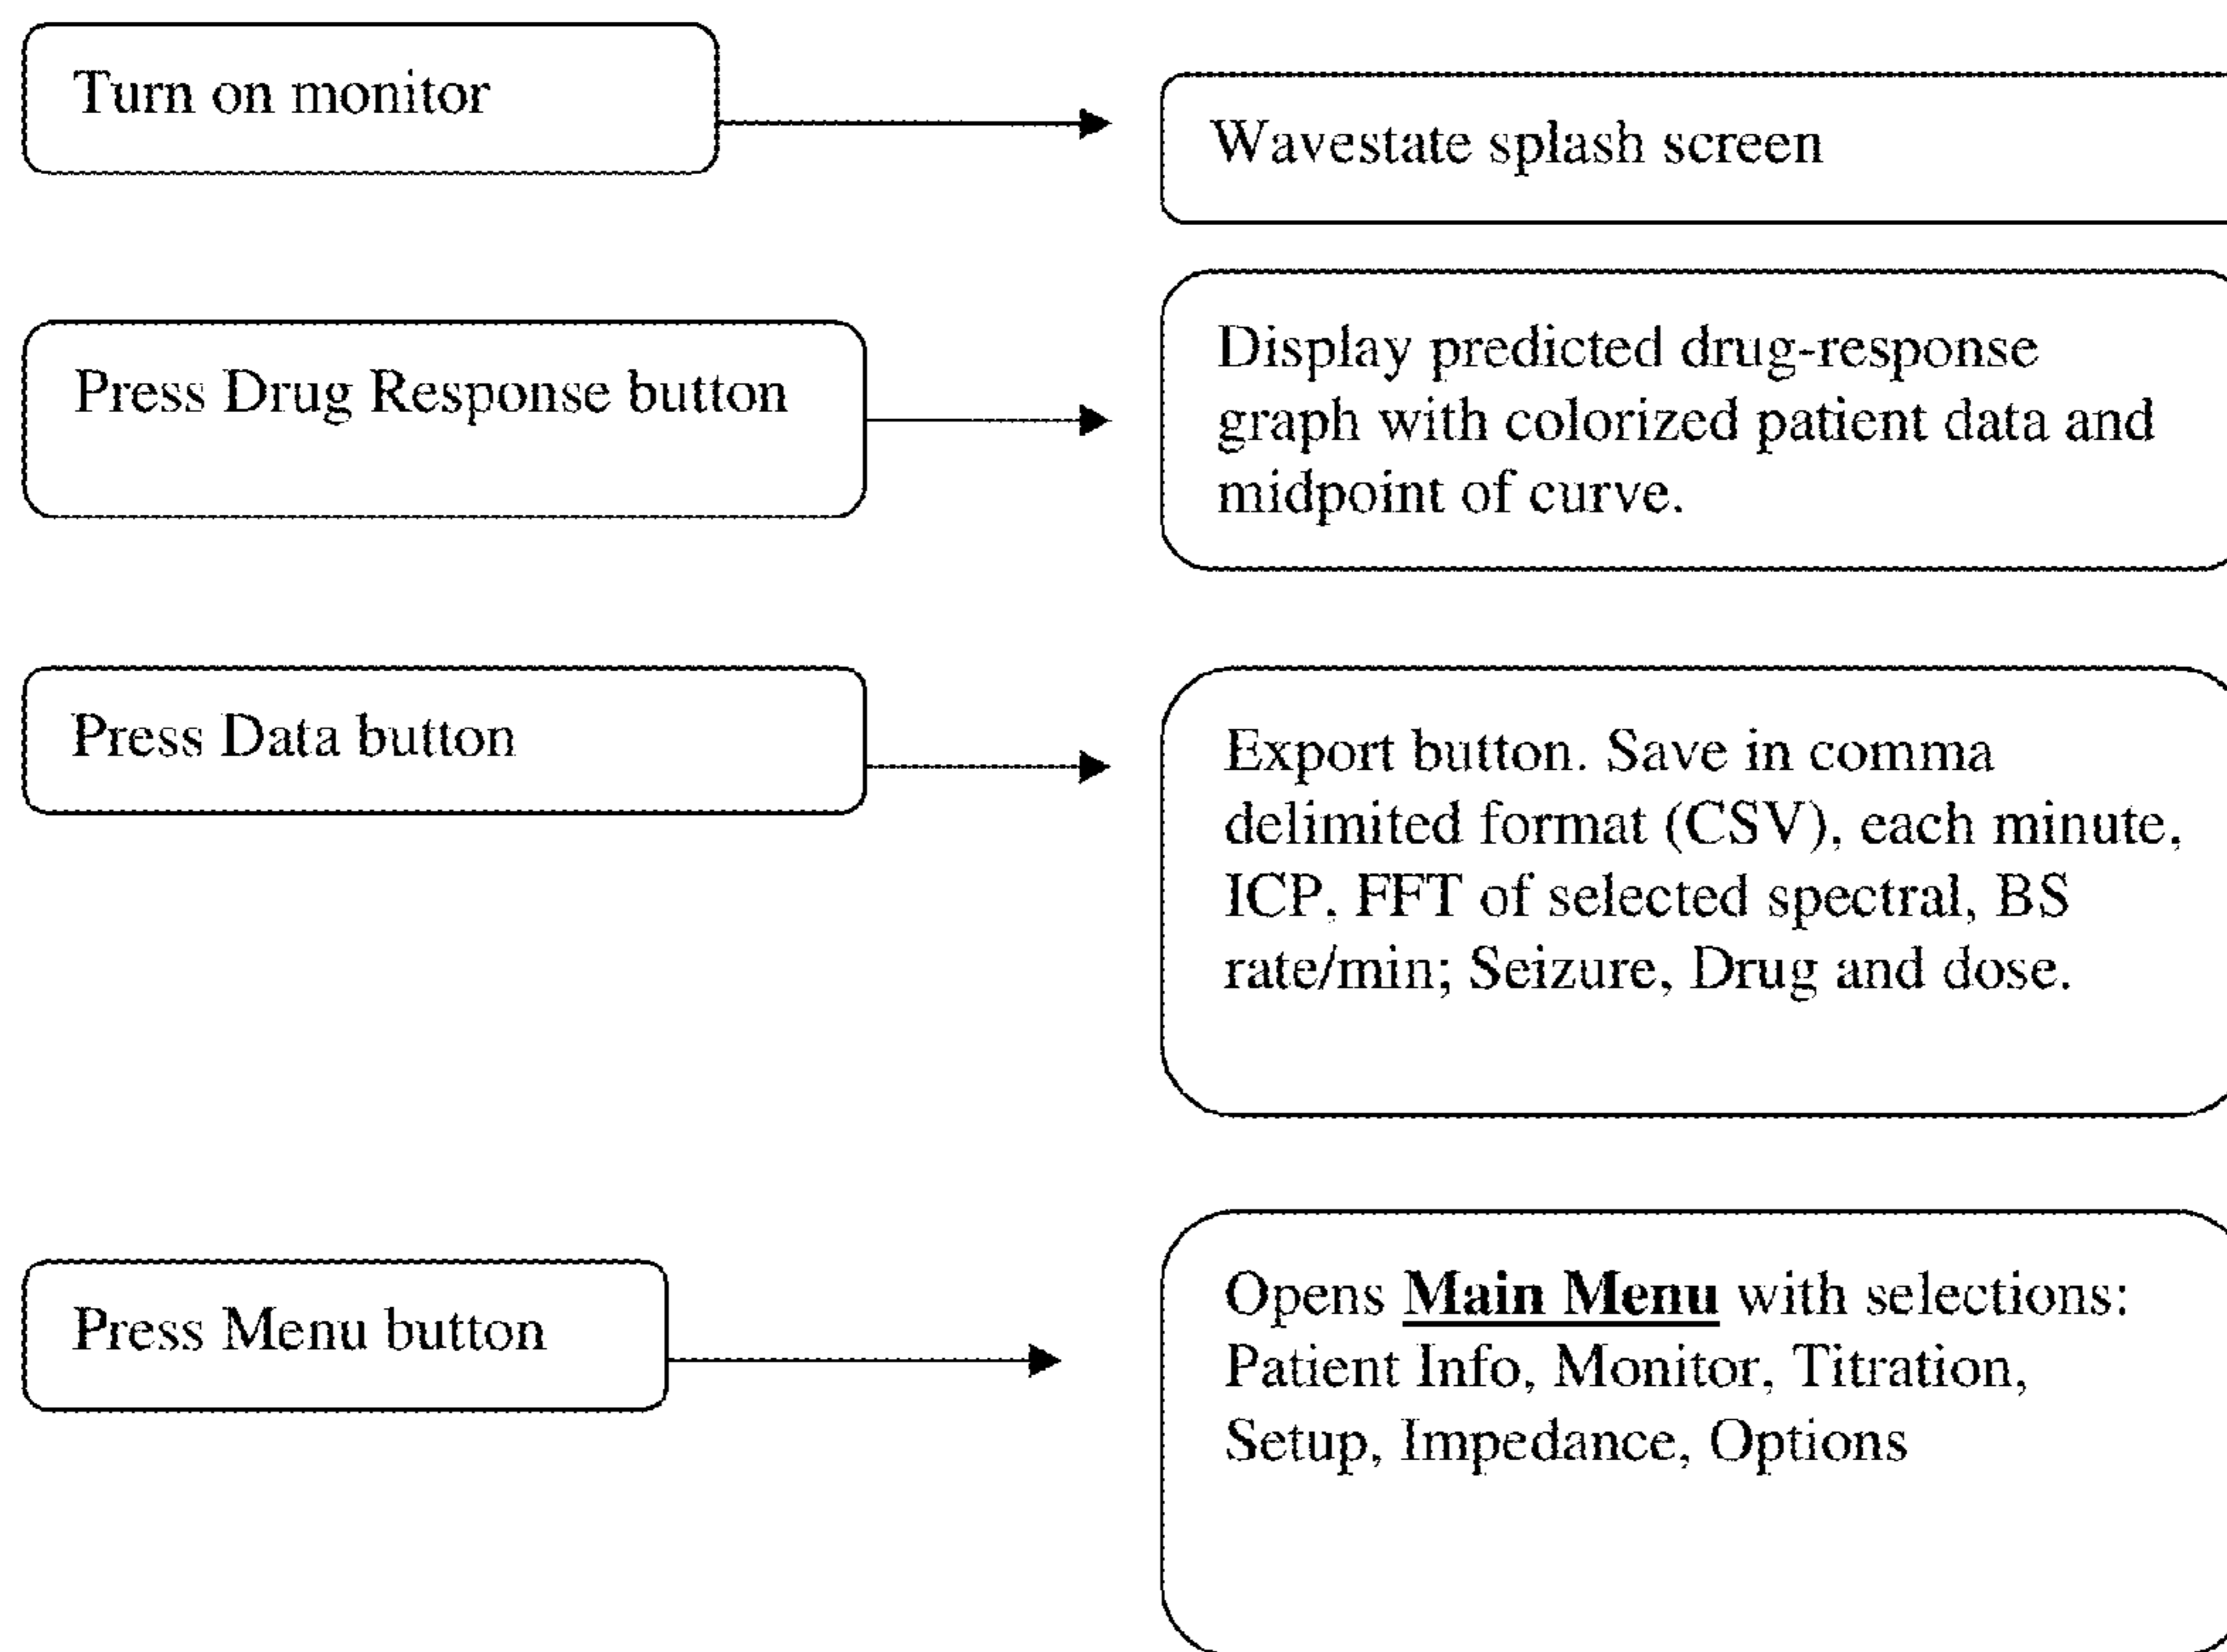 Turn on monitor
Wavestate splash screen
Press Drug Response button
Display predicted drug-response
graph with colorized patient data and
midpoint of curve.
Press Data button
Export button. Save in comma
delimited format (CSV), each minute,
ICP, FFT of selected spectral, BS
rate/min; Seizure, Drug and dose.
Press Menu button
Opens Main Menu with selections:
Patient Info, Monitor, Titration,
Setup, Impedance, Options